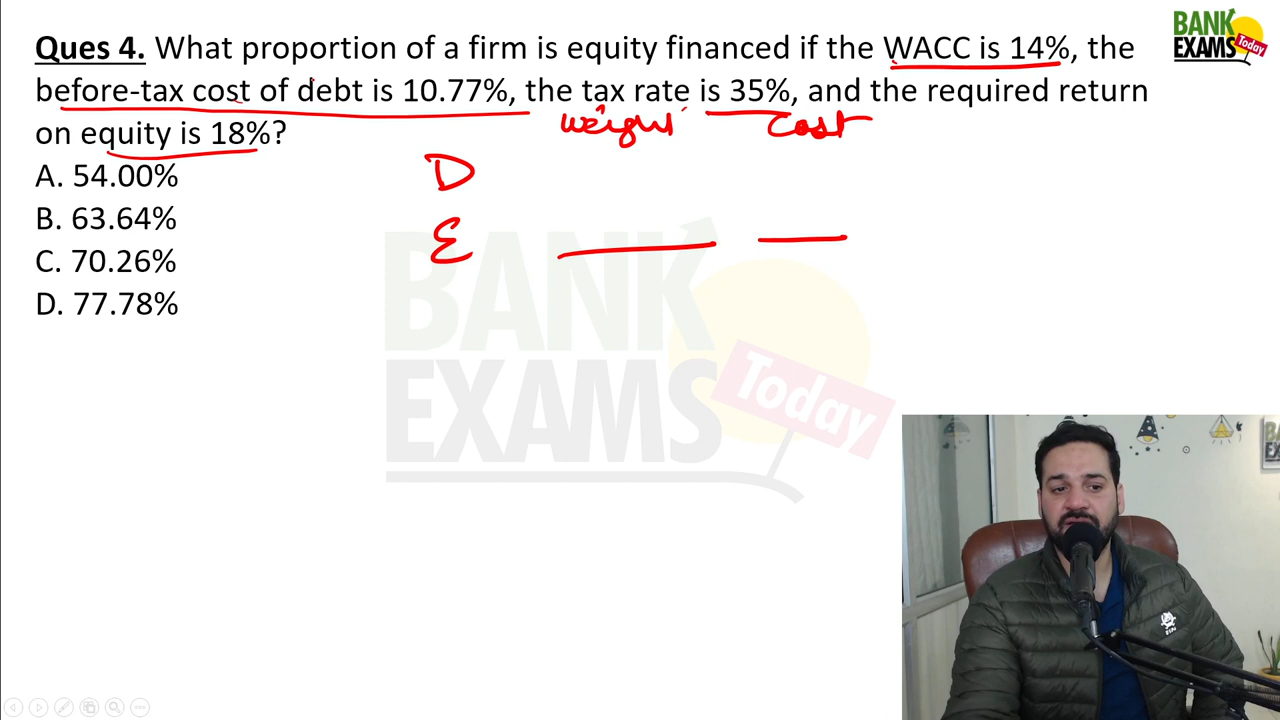 BANK
EXAMS Today
Ques 4. What proportion of a firm is equity financed if the WACC is 14%, the
before-tax cost of debt is 10.77%, the tax rate is 35%, and the required return
on equity is 18%?
weight cost
A. 54.00%
D
B. 63.64%
E
C. 70.26%
D. 77.78%
BANK
EXAMS
Today